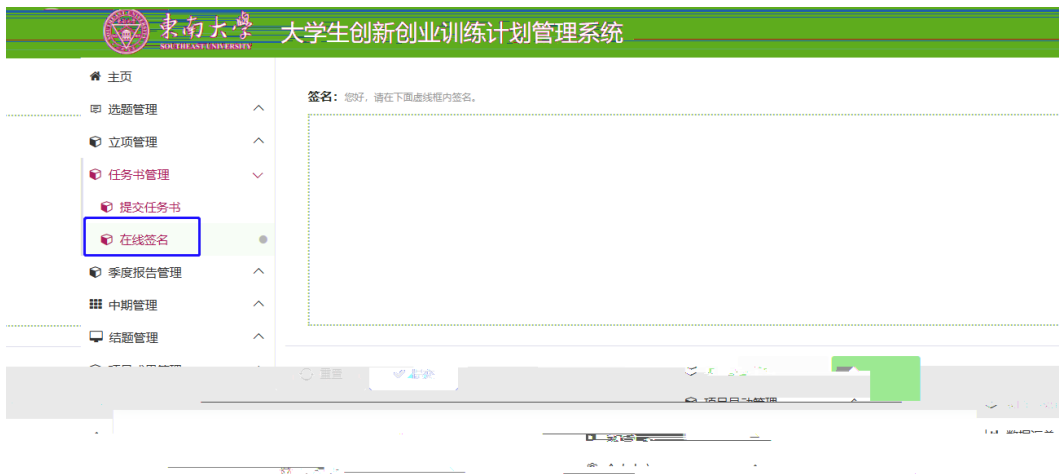 東南大學
SOUTHEAST UNIVERSITY
大学生创新创业训练计划管理系统
主页
签名：您好，请在下面虚线框内签名。
选题管理
立项管理
任务书管理
提交任务书
在线签名
季度报告管理
中期管理
结题管理